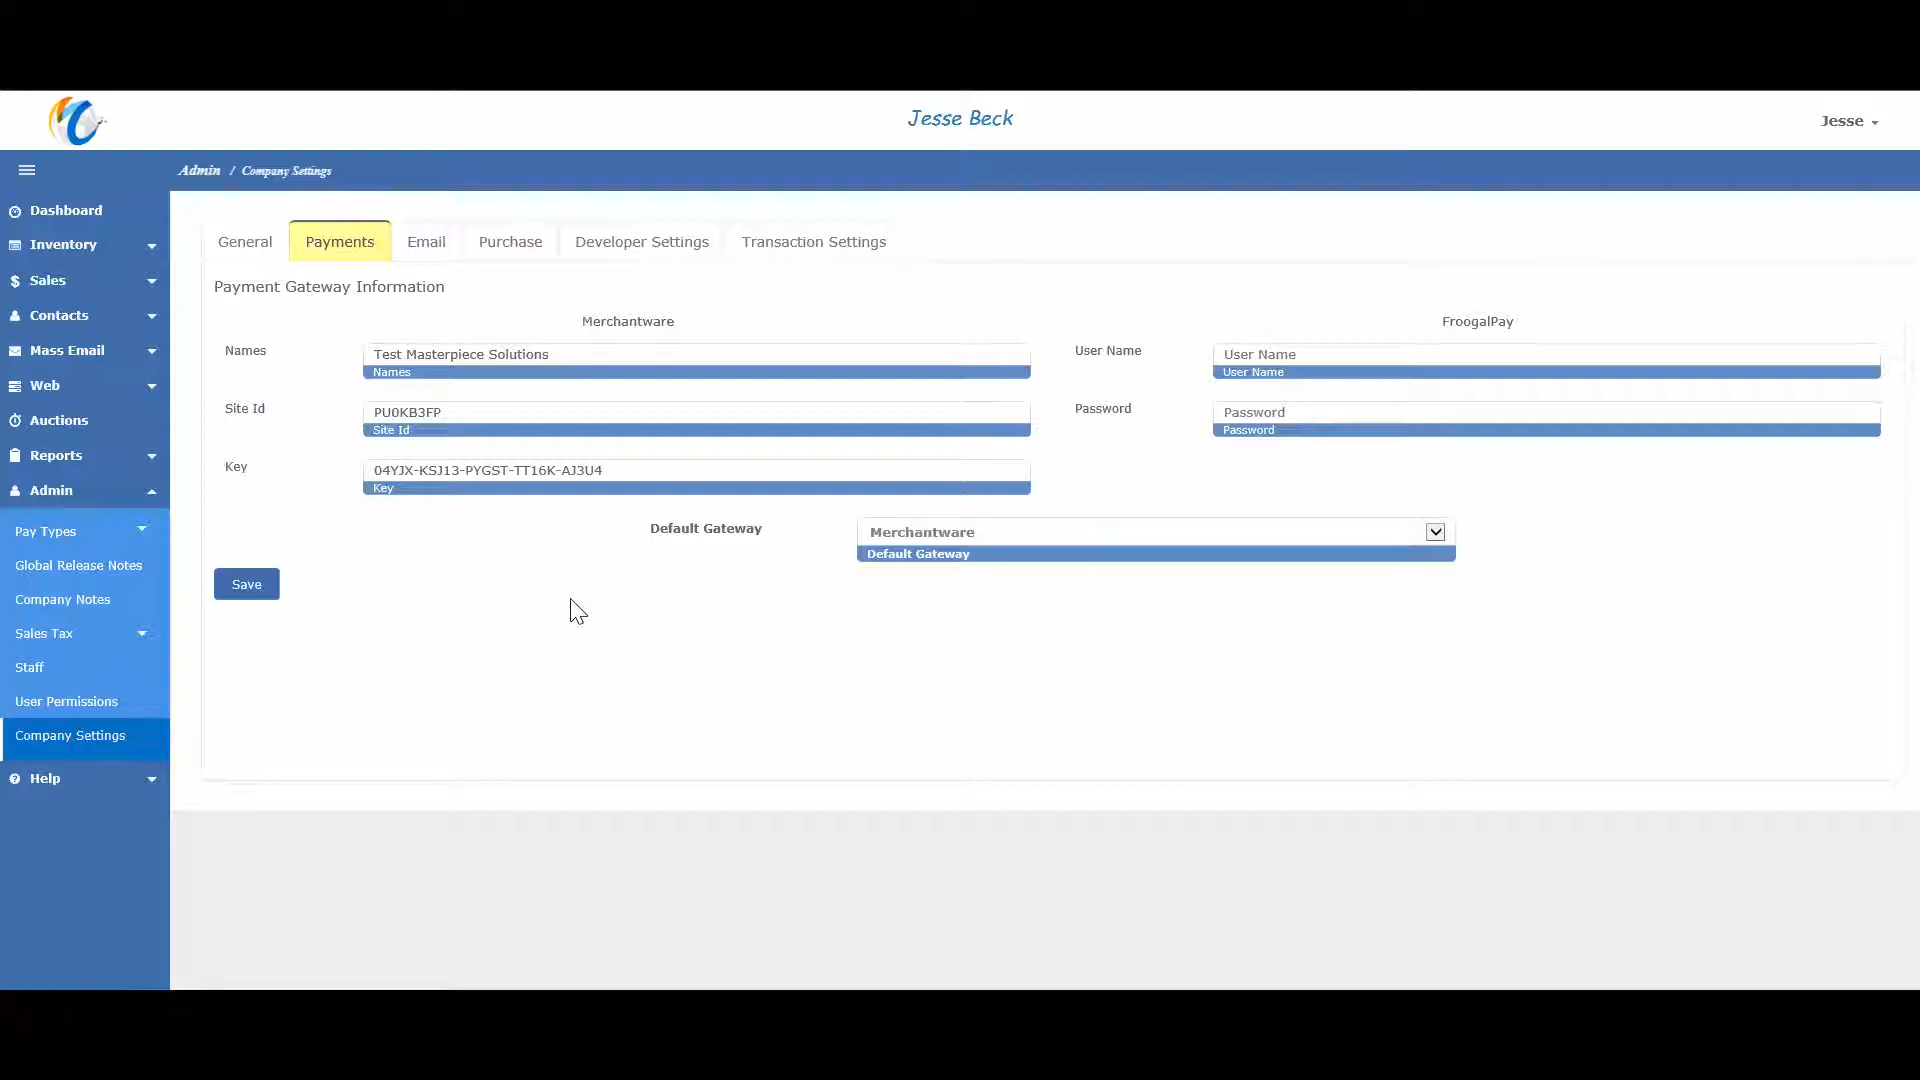 Jesse Beck
Jesse
Admin / Company Settings
Dashboard
Inventory
Sales
Contacts
Mass Email
Web
Auctions
Reports
Admin
Pay Types
Global Release Notes
Company Notes
Sales Tax
Staff
User Permissions
Company Settings
Help
General Payments Email Purchase Developer Settings Transaction Settings
Payment Gateway Information
Merchantware FroogalPay
Names Test Masterpiece Solutions User Name User Name
Names User Name
Site Id PU0KB3FP Password Password
Site Id Password
Key 04YJX-KSJ13-PYGST-TT16K-AJ3U4
Key
Default Gateway Merchantware
Default Gateway
Save